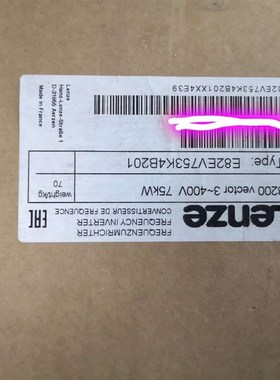 Lenze
Hans-Lenze-Straße 1
D-31855 Aerzen
Made in France
2EV753K4B201XX4E39
Type: E82EV753K4B201
8200 vector 3~400V 75kW
weight/kg
70
Lenze
FREQUENZUMRICHTER
FREQUENCY INVERTER
CONVERTISSEUR DE FREQUENCE
EAC